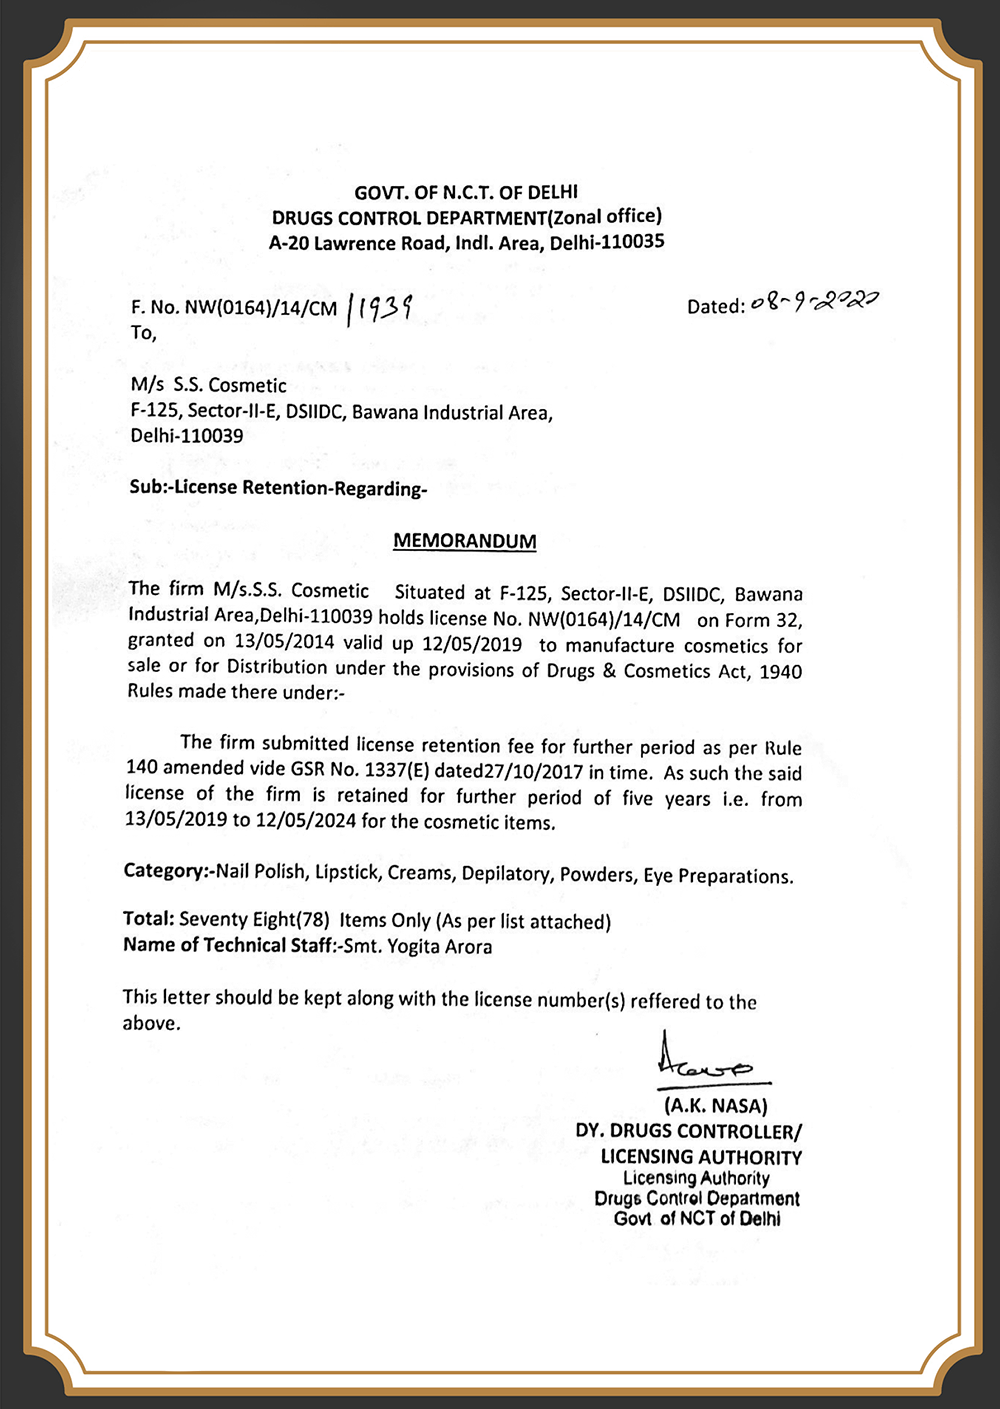 GOVT. OF N.C.T. OF DELHI
DRUGS CONTROL DEPARTMENT(Zonal office)
A-20 Lawrence Road, Indl. Area, Delhi-110035
F. No. NW(0164)/14/CM /1939
Dated: 08-9-2020
To,
M/s S.S. Cosmetic
F-125, Sector-II-E, DSIIDC, Bawana Industrial Area,
Delhi-110039
Sub:-License Retention-Regarding-
MEMORANDUM
The firm M/s.S.S. Cosmetic Situated at F-125, Sector-II-E, DSIIDC, Bawana
Industrial Area,Delhi-110039 holds license No. NW(0164)/14/CM on Form 32,
granted on 13/05/2014 valid up 12/05/2019 to manufacture cosmetics for
sale or for Distribution under the provisions of Drugs & Cosmetics Act, 1940
Rules made there under:-
The firm submitted license retention fee for further period as per Rule
140 amended vide GSR No. 1337(E) dated27/10/2017 in time. As such the said
license of the firm is retained for further period of five years i.e. from
13/05/2019 to 12/05/2024 for the cosmetic items.
Category:-Nail Polish, Lipstick, Creams, Depilatory, Powders, Eye Preparations.
Total: Seventy Eight(78) Items Only (As per list attached)
Name of Technical Staff:-Smt. Yogita Arora
This letter should be kept along with the license number(s) reffered to the
above.
(A.K. NASA)
DY. DRUGS CONTROLLER/
LICENSING AUTHORITY
Licensing Authority
Drugs Control Department
Govt of NCT of Delhi